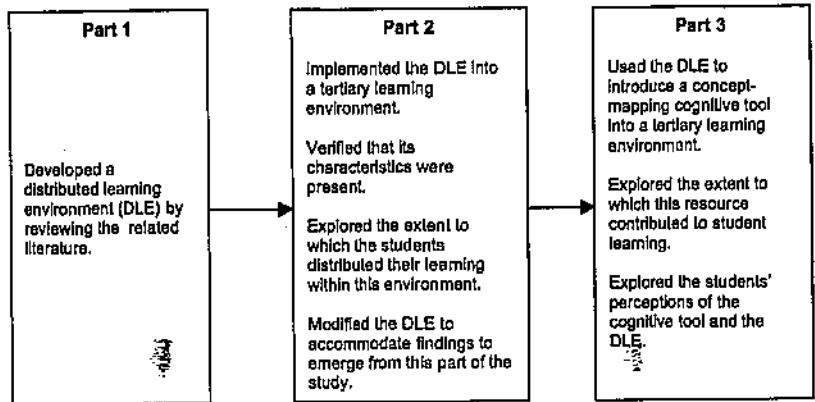 Part 1
Developed a
distributed learning
environment (DLE) by
reviewing the related
literature.
Part 2
Implemented the DLE into
a tertiary learning
environment.
Verified that its
characteristics were
present.
Explored the extent to
which the students
distributed their learning
within this environment.
Modified the DLE to
accommodate findings to
emerge from this part of the
study.
Part 3
Used the DLE to
introduce a concept-
mapping cognitive tool
into a tertiary learning
environment.
Explored the extent to
which this resource
contributed to student
learning.
Explored the students'
perceptions of the
cognitive tool and the
DLE.